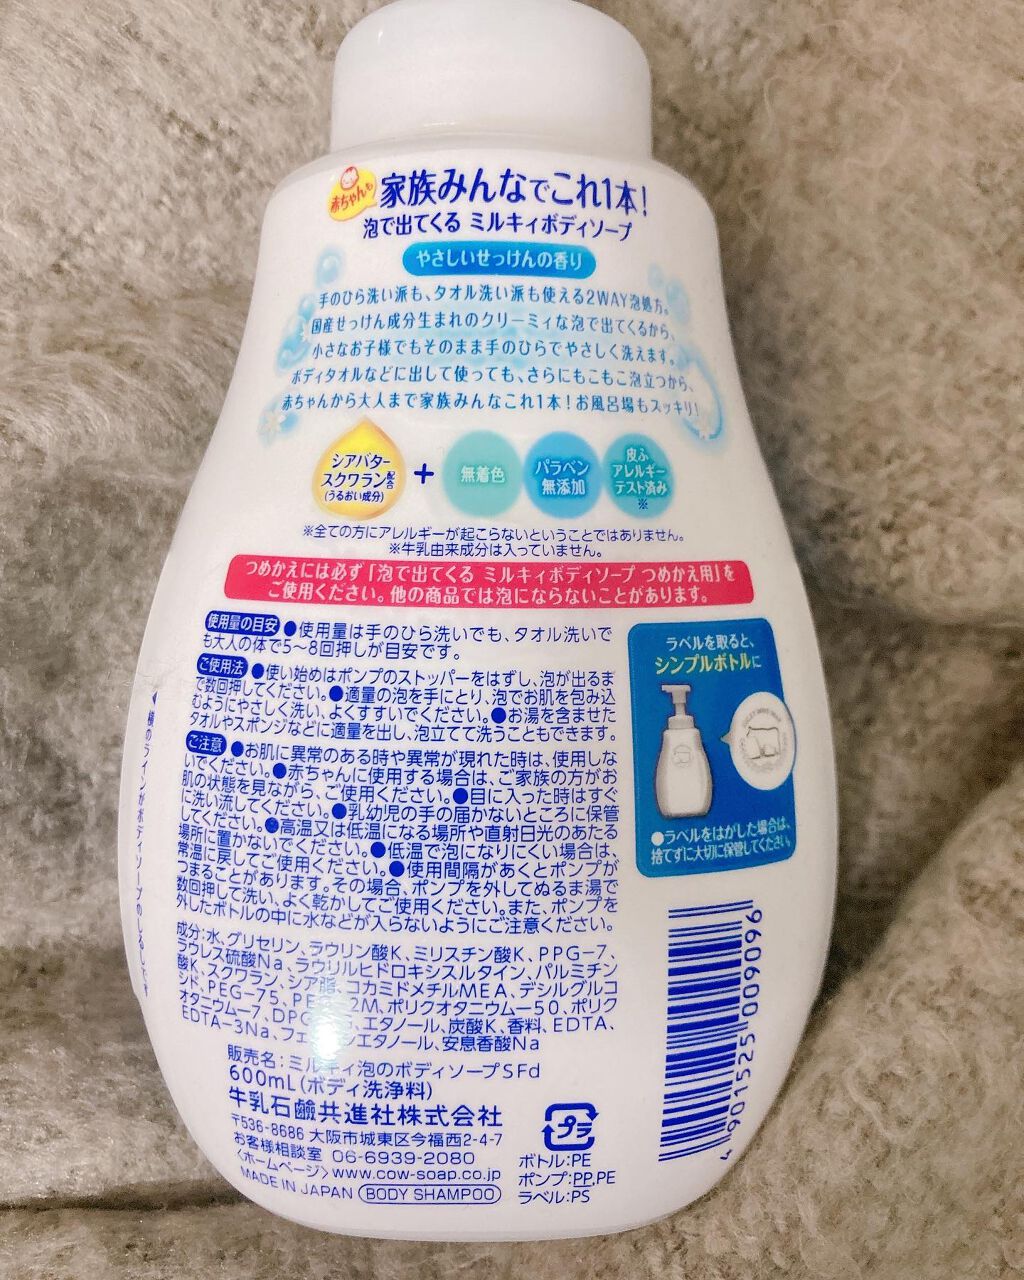 赤ちゃんも
家族みんなでこれ1本!
泡で出てくる ミルキィボディソープ
やさしいせっけんの香り
手のひら洗い派も、タオル洗い派も使える2WAY泡処方。
国産せっけん成分生まれのクリーミィな泡で出てくるから、
小さなお子様でもそのまま手のひらでやさしく洗えます。
ボディタオルなどに出して使っても、さらにもこもこ泡立つから、
赤ちゃんから大人まで家族みんなこれ1本!お風呂場もスッキリ!
シアバター
スクワラン配合
(うるおい成分)
+
無着色
パラベン
無添加
皮ふ
アレルギー
テスト済み
※
※全ての方にアレルギーが起こらないということではありません。
※牛乳由来成分は入っていません。
つめかえには必ず「泡で出てくる ミルキィボディソープ つめかえ用」を
ご使用ください。他の商品では泡にならないことがあります。
使用量の目安 ●使用量は手のひら洗いでも、タオル洗いで
も大人の体で5~8回押しが目安です。
ご使用法 ●使い始めはポンプのストッパーをはずし、泡が出るま
で数回押してください。●適量の泡を手にとり、泡でお肌を包み込
むようにやさしく洗い、よくすすいでください。●お湯を含ませた
タオルやスポンジなどに適量を出し、泡立てて洗うこともできます。
ご注意 ●お肌に異常のある時や異常が現れた時は、使用しな
いでください。●赤ちゃんに使用する場合は、ご家族の方がお
肌の状態を見ながら、ご使用ください。●目に入った時はすぐ
に洗い流してください。●乳幼児の手の届かないところに保管
してください。●高温又は低温になる場所や直射日光のあたる
場所に置かないでください。●低温で泡になりにくい場合は、
常温に戻してご使用ください。●使用間隔があくとポンプが
つまることがあります。その場合、ポンプを外してぬるま湯で
数回押して洗い、よく乾かしてご使用ください。また、ポンプを
外したボトルの中に水などが入らないようにご注意ください。
成分:水、グリセリン、ラウリン酸K、ミリスチン酸K、PPG-7、
ラウレス硫酸Na、ラウリルヒドロキシスルタイン、パルミチン
酸K、スクワラン、シア脂、コカミドメチルMEA、デシルグルコ
シド、PEG-75、2M、ポリクオタニウム-50、ポリク
オタニウム-7、エタノール、炭酸K、香料、EDTA、
EDTA-3Na、エタノール、安息香酸Na
販売名:ミルキィ泡のボディソープSFd
600mL(ボディ洗浄料)
牛乳石鹼共進社株式会社
〒536-8686 大阪市城東区今福西2-4-7
お客様相談室 06-6939-2080
〈ホームページ〉www.cow-soap.co.jp
MADE IN JAPAN BODY SHAMPOO
ラベルを取ると、
シンプルボトルに
●ラベルをはがした場合は、
捨てずに大切に保管してください。
4 901525 009096
プラ
ボトル:PE
ポンプ:PP,PE
ラベル:PS